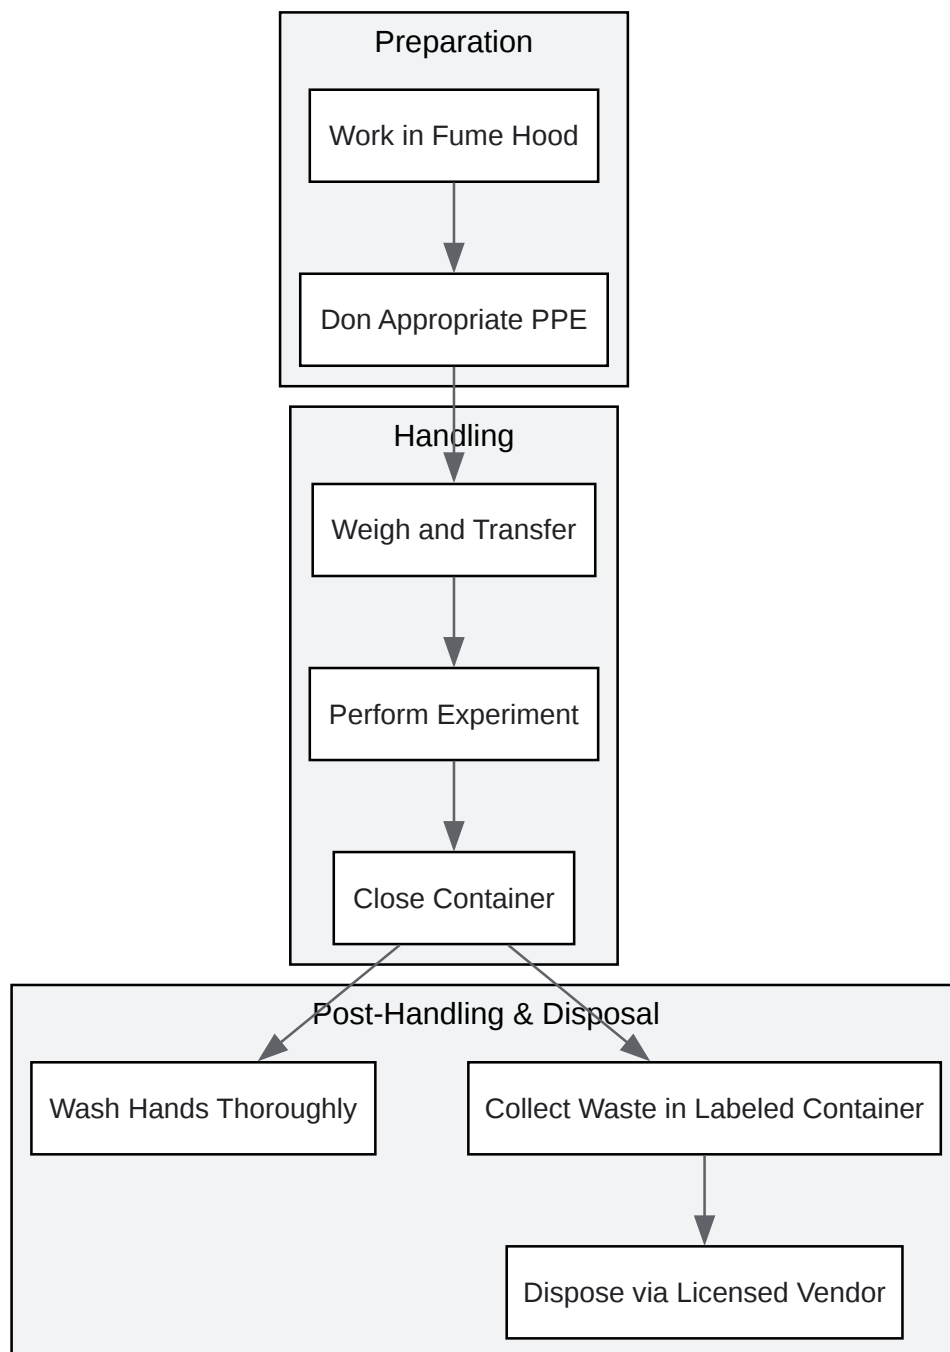 Preparation
Work in Fume Hood
Don Appropriate PPE
Handling
Weigh and Transfer
Perform Experiment
Close Container
Post-Handling & Disposal
Wash Hands Thoroughly
Collect Waste in Labeled Container
Dispose via Licensed Vendor